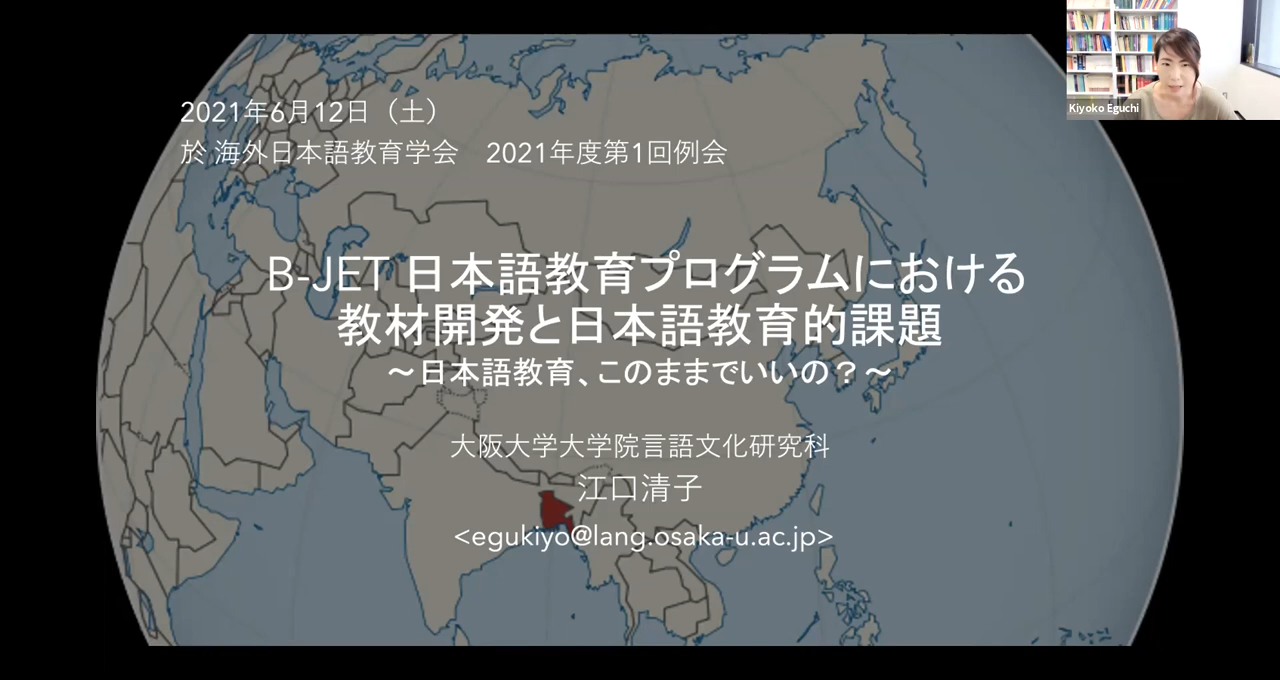 Kiyoko Eguchi
2021年6月12日（土）
於 海外日本語教育学会　2021年度第1回例会
B-JET 日本語教育プログラムにおける
教材開発と日本語教育的課題
～日本語教育、このままでいいの？～
大阪大学大学院言語文化研究科
江口清子
<egukiyo@lang.osaka-u.ac.jp>